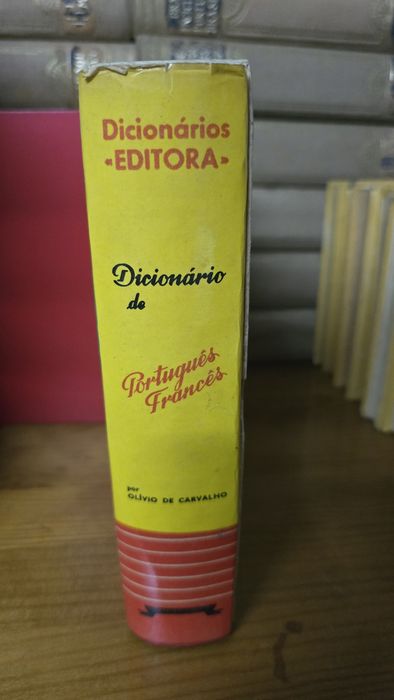 Dicionários
«EDITORA»
Dicionário
de
Português
Francês
por
OLÍVIO DE CARVALHO